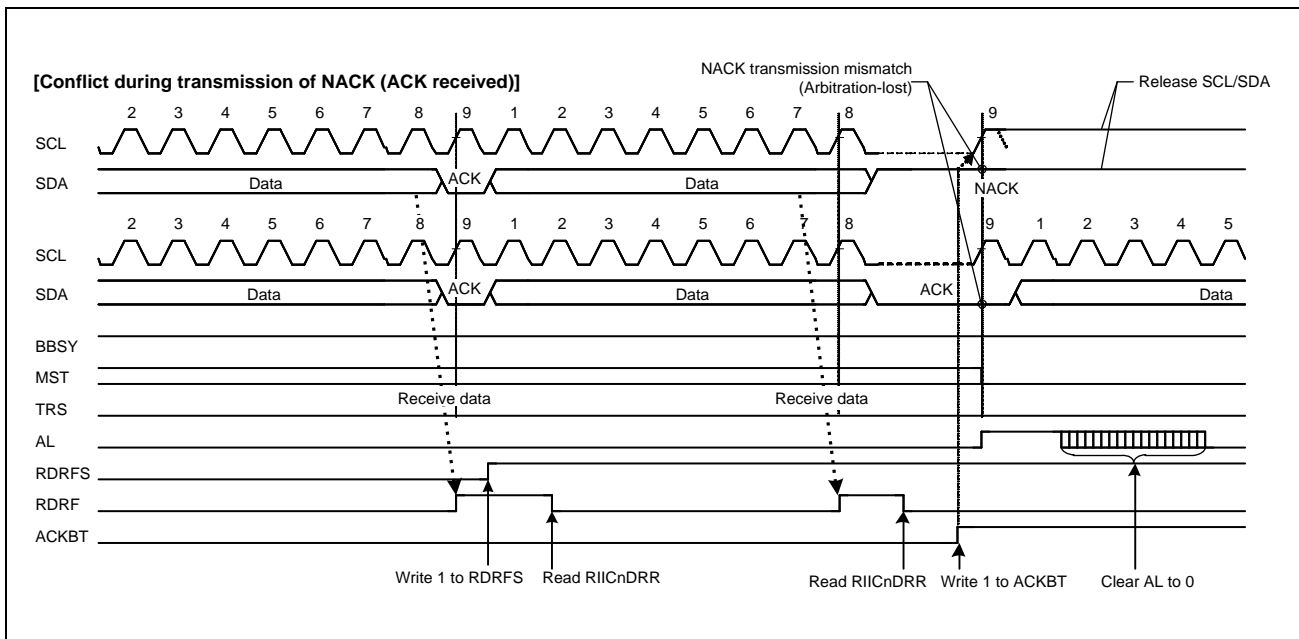 NACK transmission mismatch
(Arbitration-lost)
Release SCL/SDA
[Conflict during transmission of NACK (ACK received)]
2 3 4 5 6 7 8 9 1 2 3 4 5 6 7 8 9
SCL
SDA Data ACK Data NACK
2 3 4 5 6 7 8 9 1 2 3 4 5 6 7 8 9 1 2 3 4 5
SCL
SDA Data ACK Data ACK Data
BBSY
MST
Receive data Receive data
TRS
AL
RDRFS
RDRF
ACKBT
Write 1 to RDRFS Read RIICnDRR Read RIICnDRR Write 1 to ACKBT Clear AL to 0